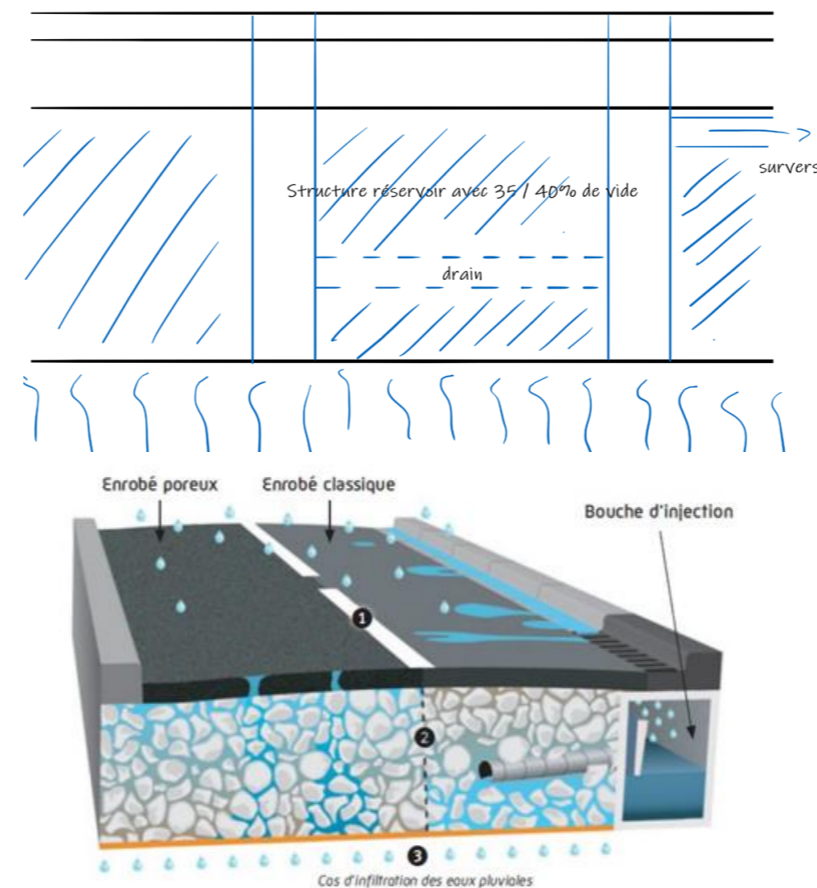 Structure réservoir avec 35 / 40% de vide
survers
drain
Enrobé poreux
Enrobé classique
Bouche d'injection
1
2
3
Cas d'infiltration des eaux pluviales